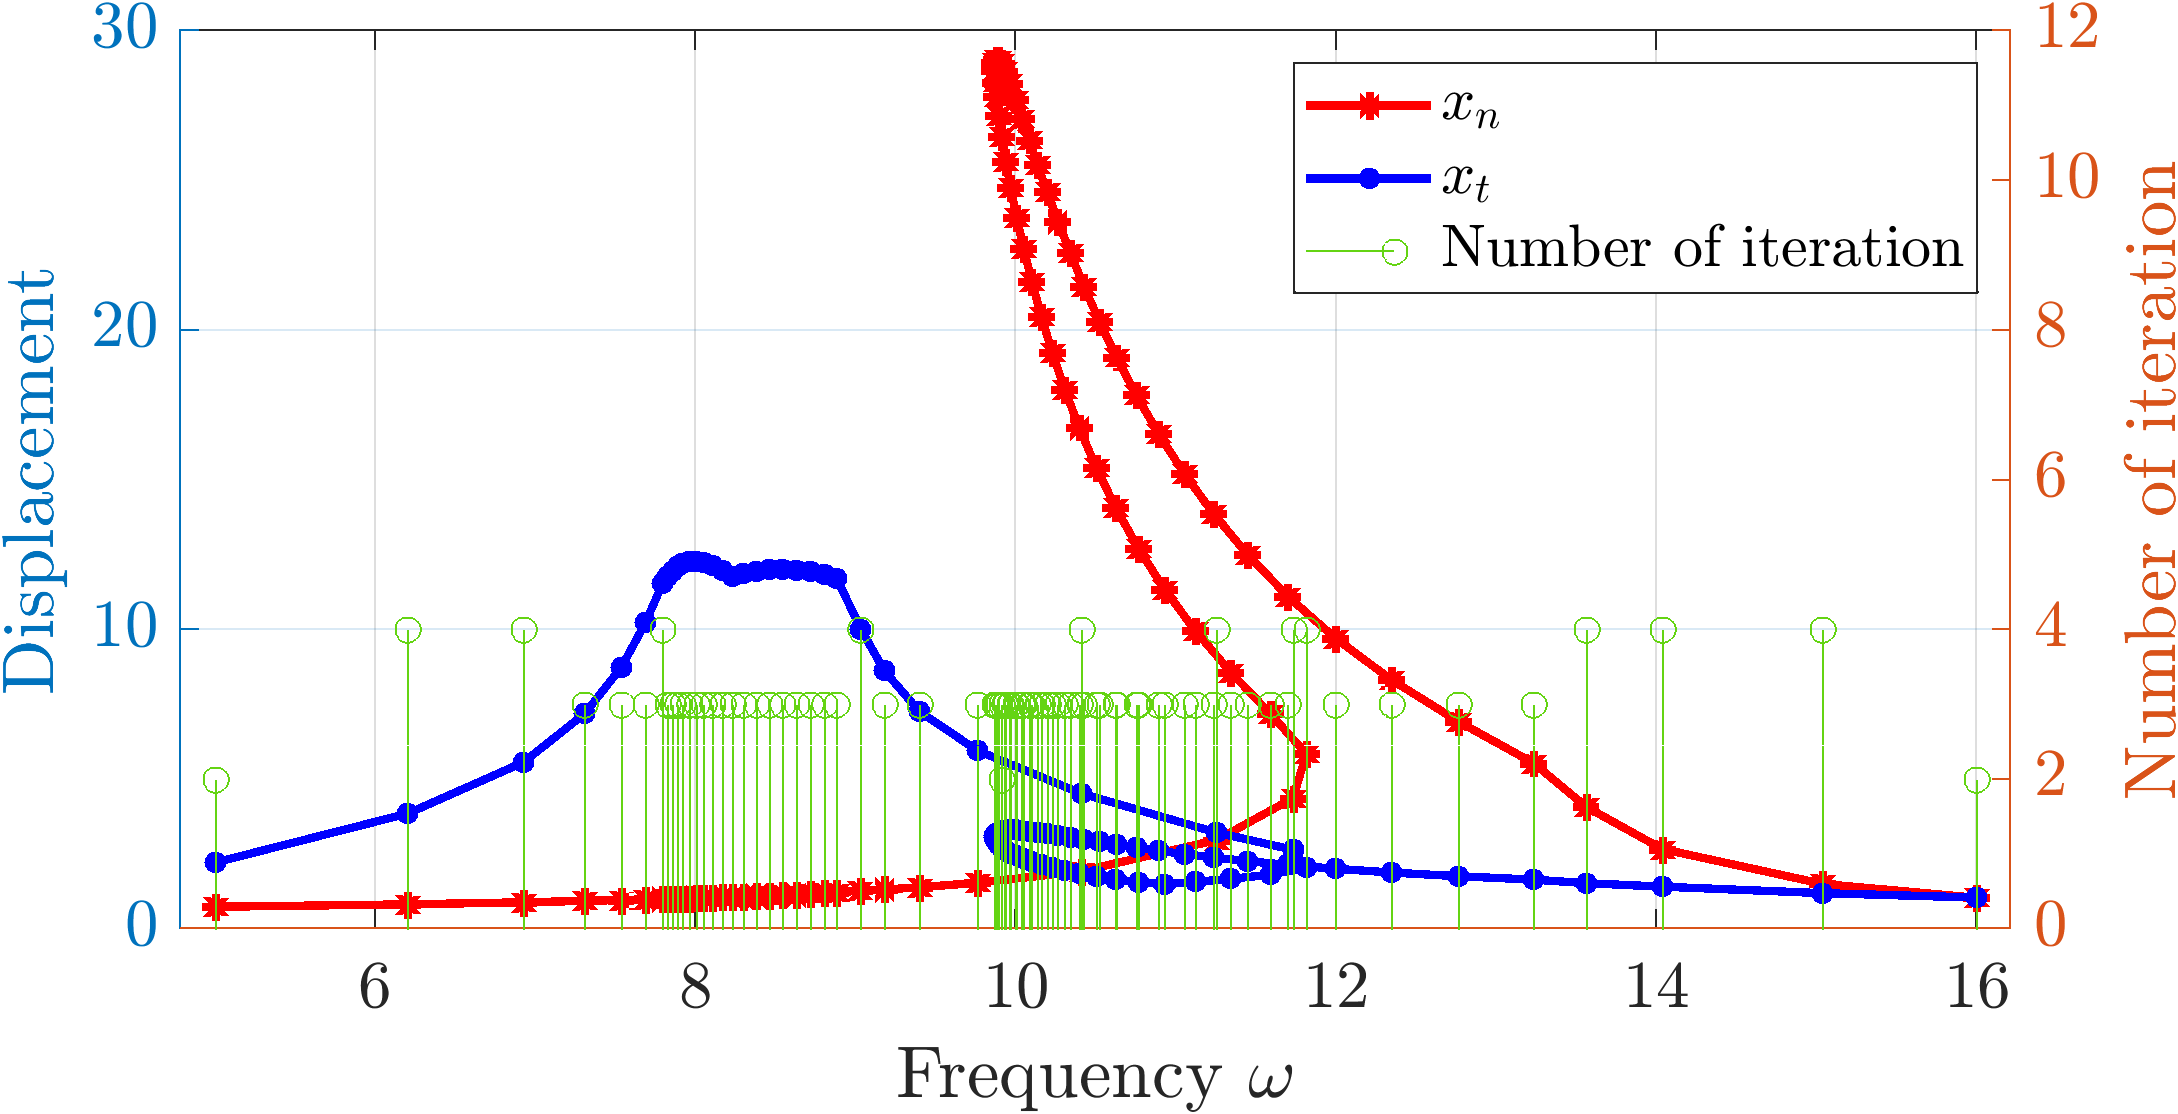 30
20
10
0
Displacement
12
10
8
6
4
2
0
Number of iteration
x_n
x_t
Number of iteration
6 8 10 12 14 16
Frequency ω